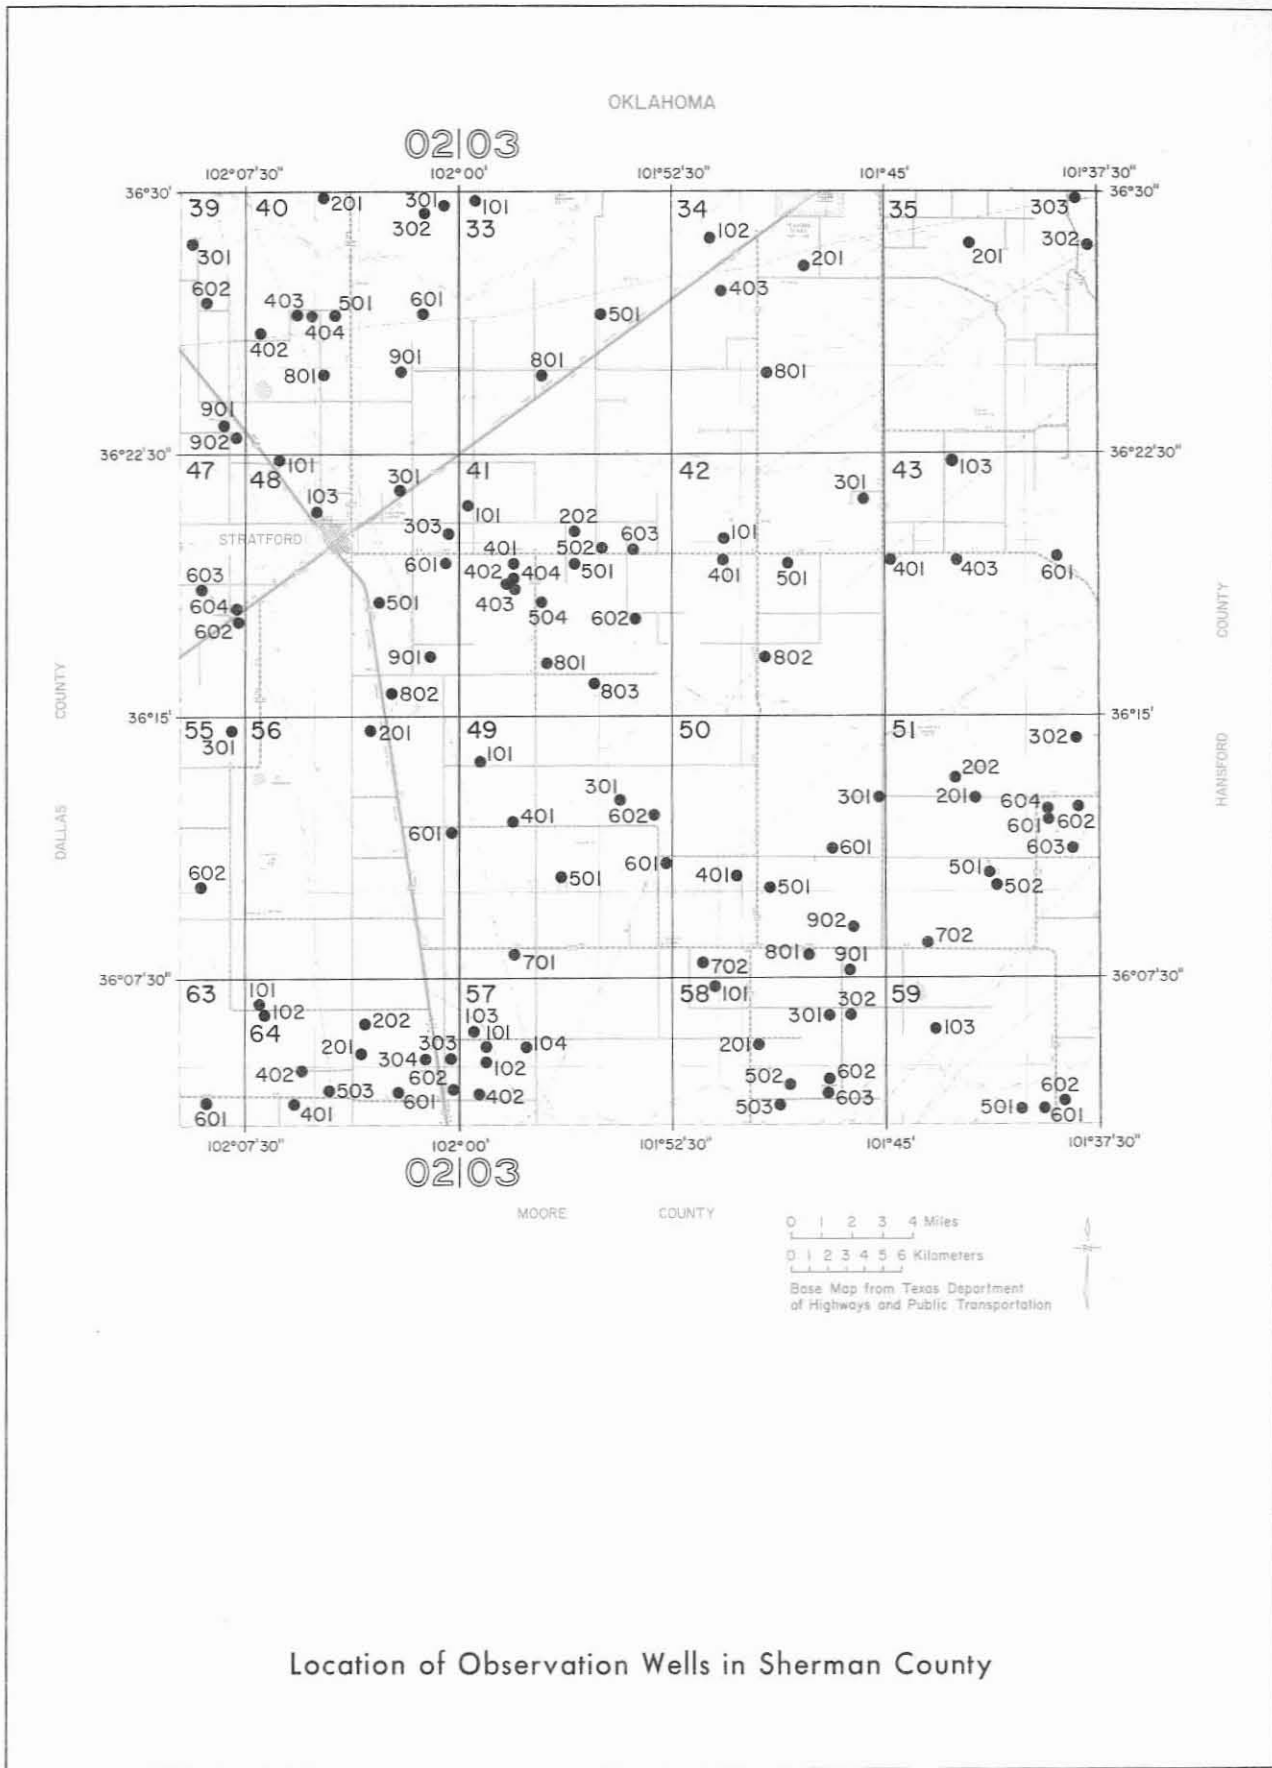 OKLAHOMA
02|03
102°07'30" 102°00' 101°52'30" 101°45' 101°37'30"
36°30' 36°30'
39 40 201 301 101 34 35 303
302 33 102 302
301 201 201
602 403 501 601 501 403
402 404
801 901 801 801
901
902
36°22'30" 36°22'30"
47 48 101 41 42 43 103
301 301
103 101
303 202 603 101
STRATFORD 502
601 401 501 401 501 401 403 601
402 404
603 403 504
604 501 602
602
901 801 802
802 803
36°15' 36°15'
55 56 201 49 50 51 302
301 101
202
301 301 201 604
401 602 601 602
601 601 603
602 501 601 401 501 501
502
902
702
701 702 801 901
36°07'30" 36°07'30"
63 101 57 58 101 59
102 103 301 302
64 202 101 104 103
201 304 303 102 201
402 602 502 602 602
503 601 402 603
601 401 503 501 601
102°07'30" 102°00' 101°52'30" 101°45' 101°37'30"
02|03
DALLAS COUNTY
HANSFORD COUNTY
MOORE COUNTY
0 1 2 3 4 Miles
0 1 2 3 4 5 6 Kilometers
Base Map from Texas Department
of Highways and Public Transportation
Location of Observation Wells in Sherman County